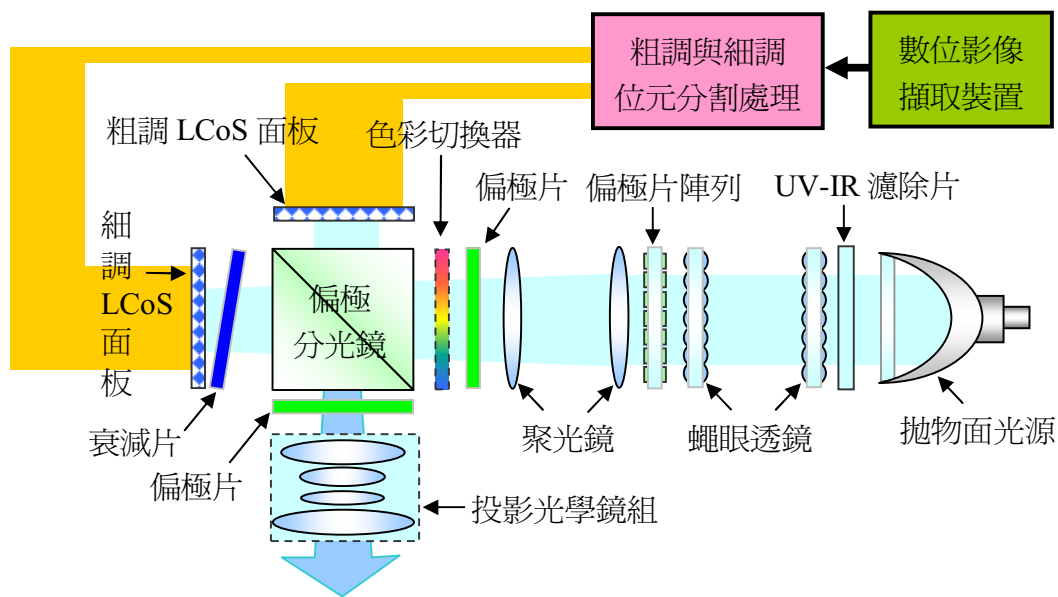 粗調與細調
位元分割處理
數位影像
擷取裝置
粗調 LCoS 面板
色彩切換器
偏極片
偏極片陣列
UV-IR 濾除片
細
調
LCoS
面
板
偏極
分光鏡
衰減片
偏極片
聚光鏡
蠅眼透鏡
拋物面光源
投影光學鏡組